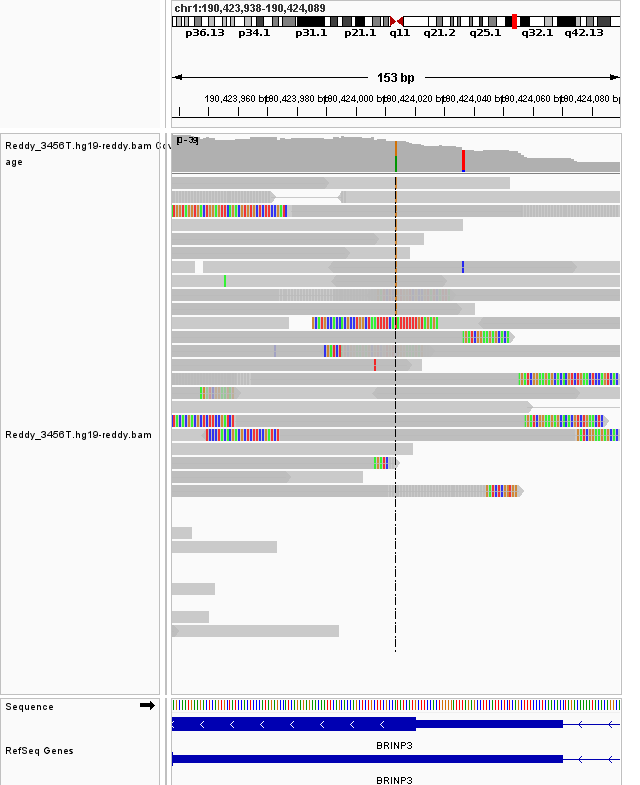 chr1:190,423,938-190,424,089
p36.13 p34.1 p31.1 p21.1 q11 q21.2 q25.1 q32.1 q42.13
153 bp
190,423,960 bp 190,423,980 bp 190,424,000 bp 190,424,020 bp 190,424,040 bp 190,424,060 bp 190,424,080 bp
Reddy_3456T.hg19-reddy.bam Cov
age
Reddy_3456T.hg19-reddy.bam
Sequence
BRINP3
RefSeq Genes
BRINP3